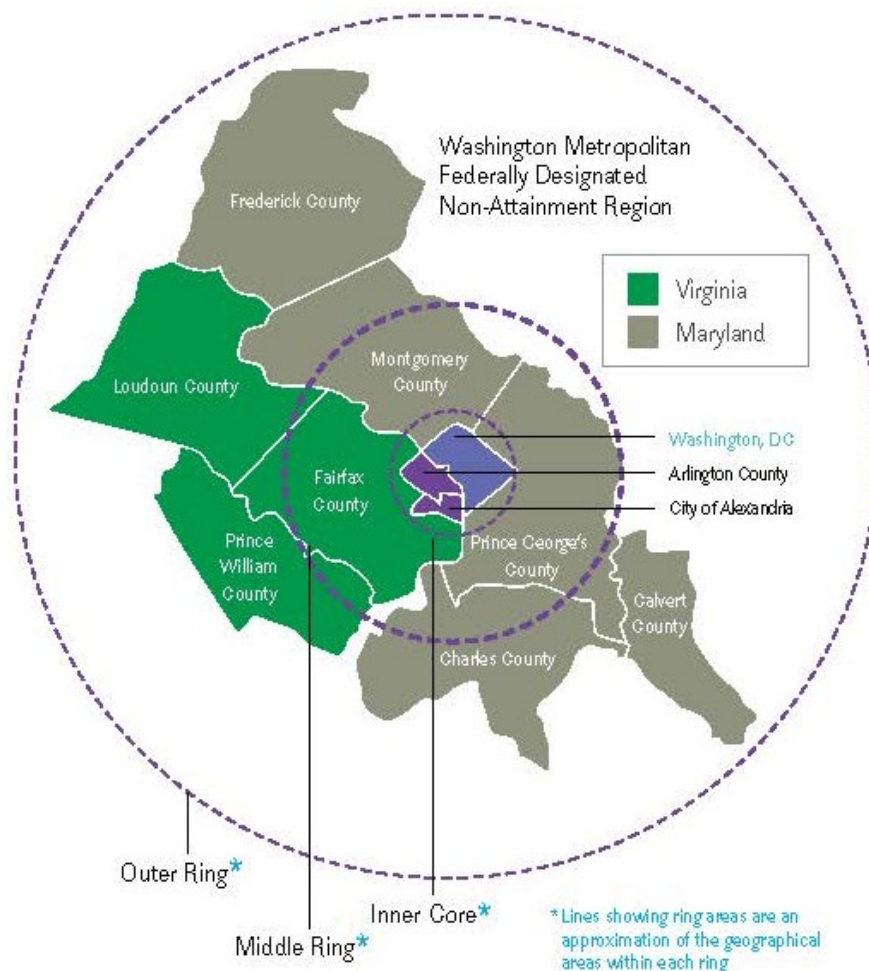 Washington Metropolitan
Federally Designated
Non-Attainment Region
Frederick County
Virginia
Maryland
Montgomery
County
Loudoun County
Washington, DC
Arlington County
City of Alexandria
Fairfax
County
Prince
William
County
Prince George's
County
Calvert
County
Charles County
Outer Ring*
Middle Ring*
Inner Core*
*Lines showing ring areas are an
approximation of the geographical
areas within each ring